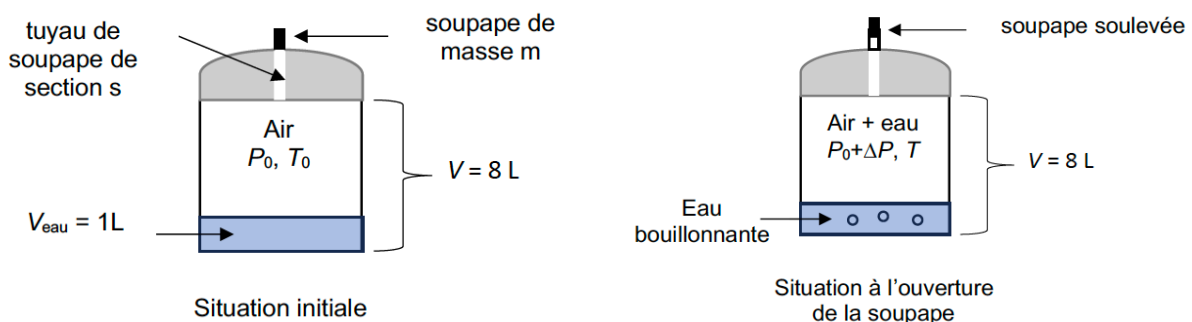 tuyau de
soupape de
section s
soupape de
masse m
Air
P₀, T₀
V = 8 L
Vₑₐᵤ = 1L
Situation initiale
soupape soulevée
Air + eau
P₀+ΔP, T
V = 8 L
Eau
bouillonnante
Situation à l'ouverture
de la soupape